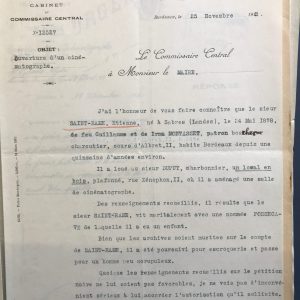 CABINET
DU
COMMISSAIRE CENTRAL
Bordeaux, le 25 Novembre
N° 12527
OBJET :
Ouverture d'un ciné-
matographe.
Le Commissaire Central
à Monsieur le MAIRE,
J'ai l'honneur de vous faire connaître que le sieur
SAINT-MARC, Etienne, né à Sabres (Landes), le 14 Mai 1878,
de feu Guillaume et de feue MONTASSET, patron
charcutier, cours d'Albret, habite Bordeaux depuis une
quinzaine d'années environ.
Il a loué au sieur DUPUY, charbonnier, un local en
bois, plafonné, rue Xénophon, 11, où il a aménagé une salle
de cinématographe.
Des renseignements recueillis, il résulte que le
sieur SAINT-MARC, vit maritalement avec une nommée
de laquelle il a eu un enfant.
Bien que les archives soient muettes sur le compte
de SAINT-MARC, il a été poursuivi pour escroquerie et passe
pour un homme peu scrupuleux.
Quoique les renseignements recueillis sur le pétition
naire ne lui soient pas favorables, je ne vois pas d'inconvé-
nient sérieux à lui accorder l'autorisation qu'il sollicite.